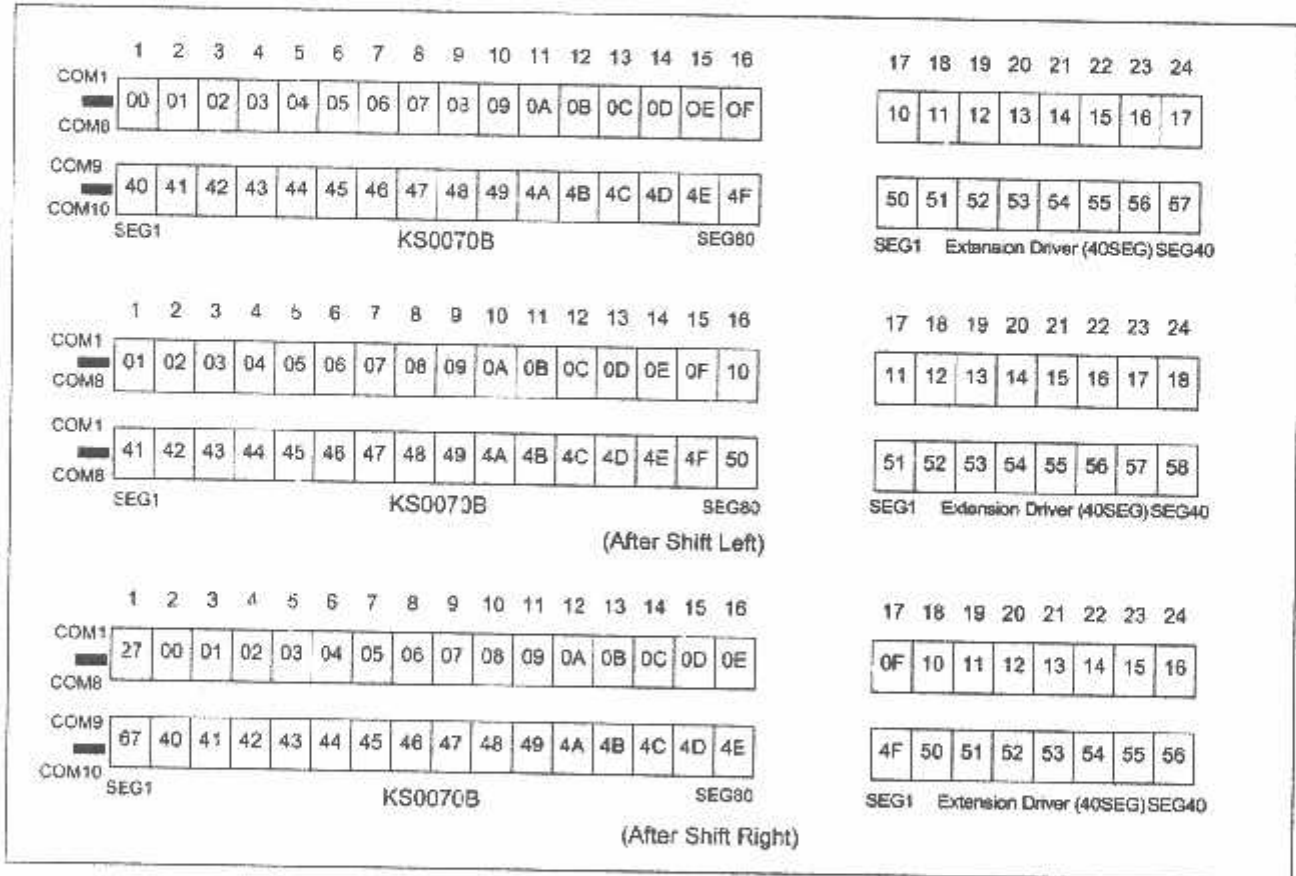 1 2 3 4 5 6 7 8 9 10 11 12 13 14 15 16 17 18 19 20 21 22 23 24
COM1
00 01 02 03 04 05 06 07 08 09 0A 0B 0C 0D 0E 0F 10 11 12 13 14 15 16 17
COM8
COM9
40 41 42 43 44 45 46 47 48 49 4A 4B 4C 4D 4E 4F 50 51 52 53 54 55 56 57
COM10
SEG1 KS0070B SEG80 SEG1 Extension Driver (40SEG) SEG40
1 2 3 4 5 6 7 8 9 10 11 12 13 14 15 16 17 18 19 20 21 22 23 24
COM1
01 02 03 04 05 06 07 08 09 0A 0B 0C 0D 0E 0F 10 11 12 13 14 15 16 17 18
COM8
COM1
41 42 43 44 45 46 47 48 49 4A 4B 4C 4D 4E 4F 50 51 52 53 54 55 56 57 58
COM8
SEG1 KS0070B SEG80 SEG1 Extension Driver (40SEG) SEG40
(After Shift Left)
1 2 3 4 5 6 7 8 9 10 11 12 13 14 15 16 17 18 19 20 21 22 23 24
COM1
27 00 01 02 03 04 05 06 07 08 09 0A 0B 0C 0D 0E 0F 10 11 12 13 14 15 16
COM8
COM9
67 40 41 42 43 44 45 46 47 48 49 4A 4B 4C 4D 4E 4F 50 51 52 53 54 55 56
COM10
SEG1 KS0070B SEG80 SEG1 Extension Driver (40SEG) SEG40
(After Shift Right)